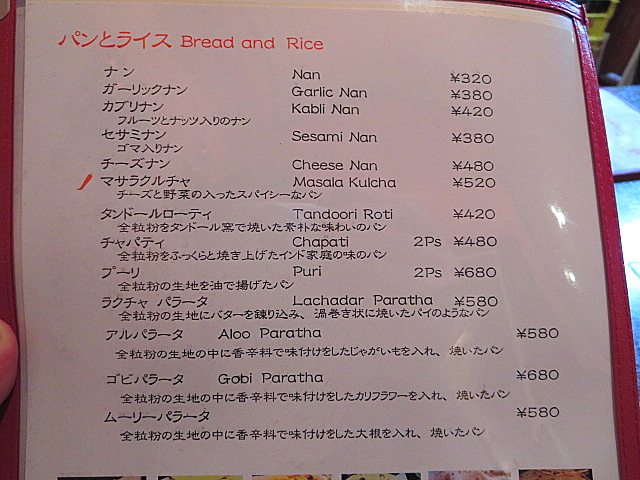 パンとライス Bread and Rice
ナン Nan ¥320
ガーリックナン Garlic Nan ¥380
カブリナン Kabli Nan ¥420
フルーツとナッツ入りのナン
セサミナン Sesami Nan ¥380
ゴマ入りナン
チーズナン Cheese Nan ¥480
マサラクルチャ Masala Kulcha ¥520
チーズと野菜の入ったスパイシーなパン
タンドールローティ Tandoori Roti ¥420
全粒粉をタンドール窯で焼いた素朴な味わいのパン
チャパティ Chapati 2Ps ¥480
全粒粉をふっくらと焼き上げたインド家庭の味のパン
プーリ Puri 2Ps ¥680
全粒粉の生地を油で揚げたパン
ラクチャ パラータ Lachadar Paratha ¥580
全粒粉の生地にバターを錬り込み、渦巻き状に焼いたパイのようなパン
アルパラータ Aloo Paratha ¥580
全粒粉の生地の中に香辛料で味付けをしたじゃがいもを入れ、焼いたパン
ゴビパラータ Gobi Paratha ¥680
全粒粉の生地の中に香辛料で味付けをしたカリフラワーを入れ、焼いたパン
ムーリーパラータ ¥580
全粒粉の生地の中に香辛料で味付けをした大根を入れ、焼いたパン